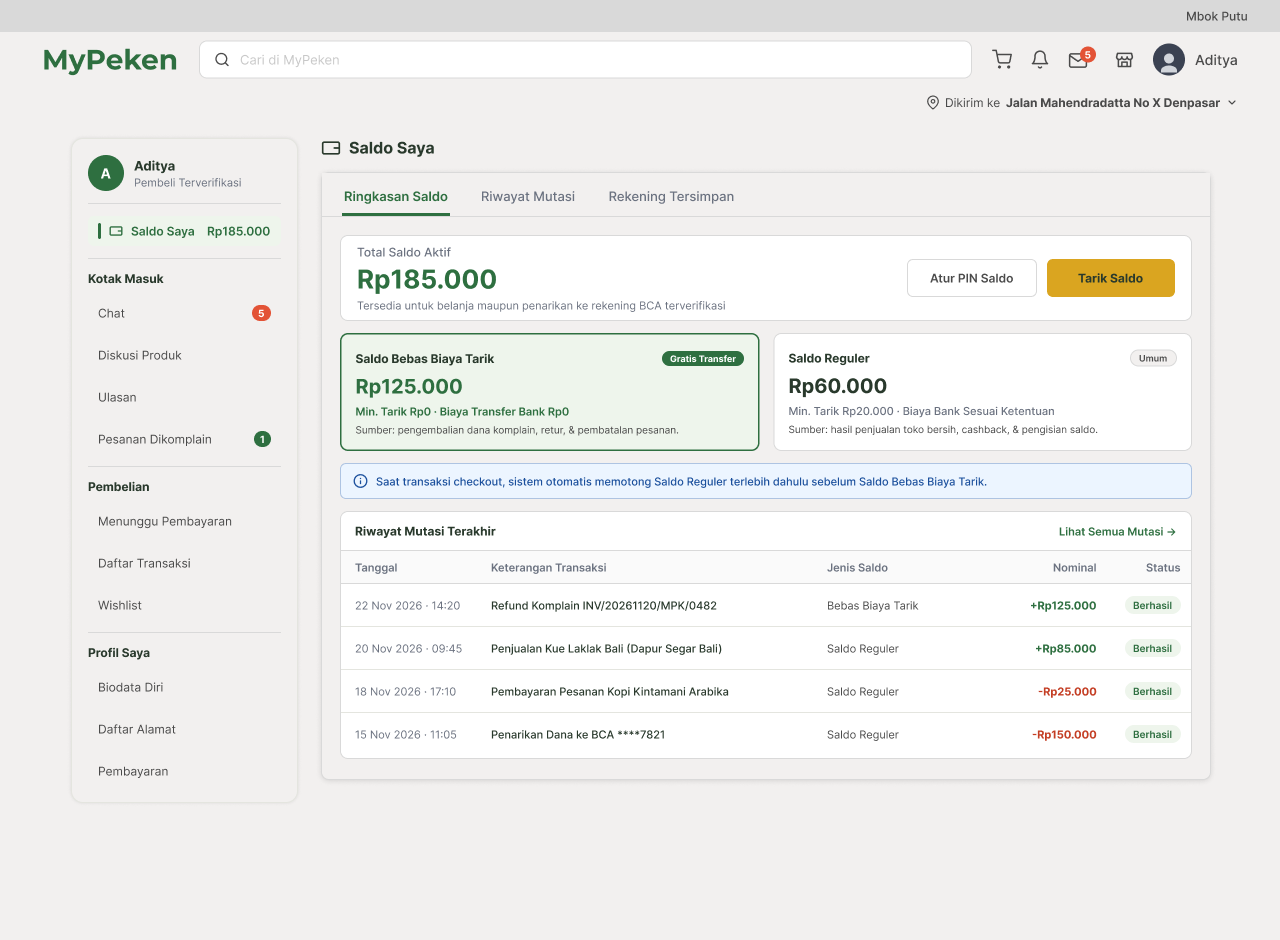 Mbok Putu
MyPeken
Cari di MyPeken
5
Aditya
Dikirim ke Jalan Mahendradatta No X Denpasar
A
Aditya
Pembeli Terverifikasi
Saldo Saya Rp185.000
Kotak Masuk
Chat 5
Diskusi Produk
Ulasan
Pesanan Dikomplain 1
Pembelian
Menunggu Pembayaran
Daftar Transaksi
Wishlist
Profil Saya
Biodata Diri
Daftar Alamat
Pembayaran
Saldo Saya
Ringkasan Saldo Riwayat Mutasi Rekening Tersimpan
Total Saldo Aktif
Rp185.000
Tersedia untuk belanja maupun penarikan ke rekening BCA terverifikasi
Atur PIN Saldo
Tarik Saldo
Saldo Bebas Biaya Tarik Gratis Transfer
Rp125.000
Min. Tarik Rp0 · Biaya Transfer Bank Rp0
Sumber: pengembalian dana komplain, retur, & pembatalan pesanan.
Saldo Reguler Umum
Rp60.000
Min. Tarik Rp20.000 · Biaya Bank Sesuai Ketentuan
Sumber: hasil penjualan toko bersih, cashback, & pengisian saldo.
Saat transaksi checkout, sistem otomatis memotong Saldo Reguler terlebih dahulu sebelum Saldo Bebas Biaya Tarik.
Riwayat Mutasi Terakhir Lihat Semua Mutasi →
Tanggal Keterangan Transaksi Jenis Saldo Nominal Status
22 Nov 2026 · 14:20 Refund Komplain INV/20261120/MPK/0482 Bebas Biaya Tarik +Rp125.000 Berhasil
20 Nov 2026 · 09:45 Penjualan Kue Laklak Bali (Dapur Segar Bali) Saldo Reguler +Rp85.000 Berhasil
18 Nov 2026 · 17:10 Pembayaran Pesanan Kopi Kintamani Arabika Saldo Reguler -Rp25.000 Berhasil
15 Nov 2026 · 11:05 Penarikan Dana ke BCA ****7821 Saldo Reguler -Rp150.000 Berhasil